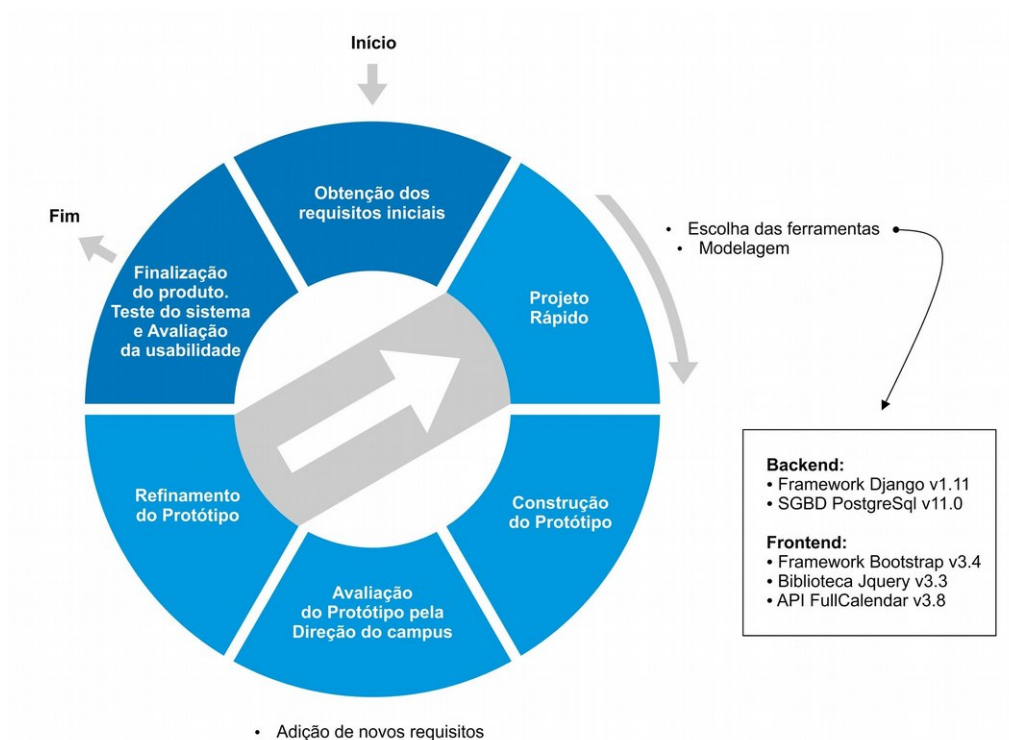 Início
Obtenção dos
requisitos iniciais
Fim
Finalização
do produto.
Teste do sistema
e Avaliação
da usabilidade
Projeto
Rápido
• Escolha das ferramentas
• Modelagem
Refinamento
do Protótipo
Construção
do Protótipo
Avaliação
do Protótipo pela
Direção do campus
• Adição de novos requisitos
Backend:
• Framework Django v1.11
• SGBD PostgreSql v11.0
Frontend:
• Framework Bootstrap v3.4
• Biblioteca Jquery v3.3
• API FullCalendar v3.8